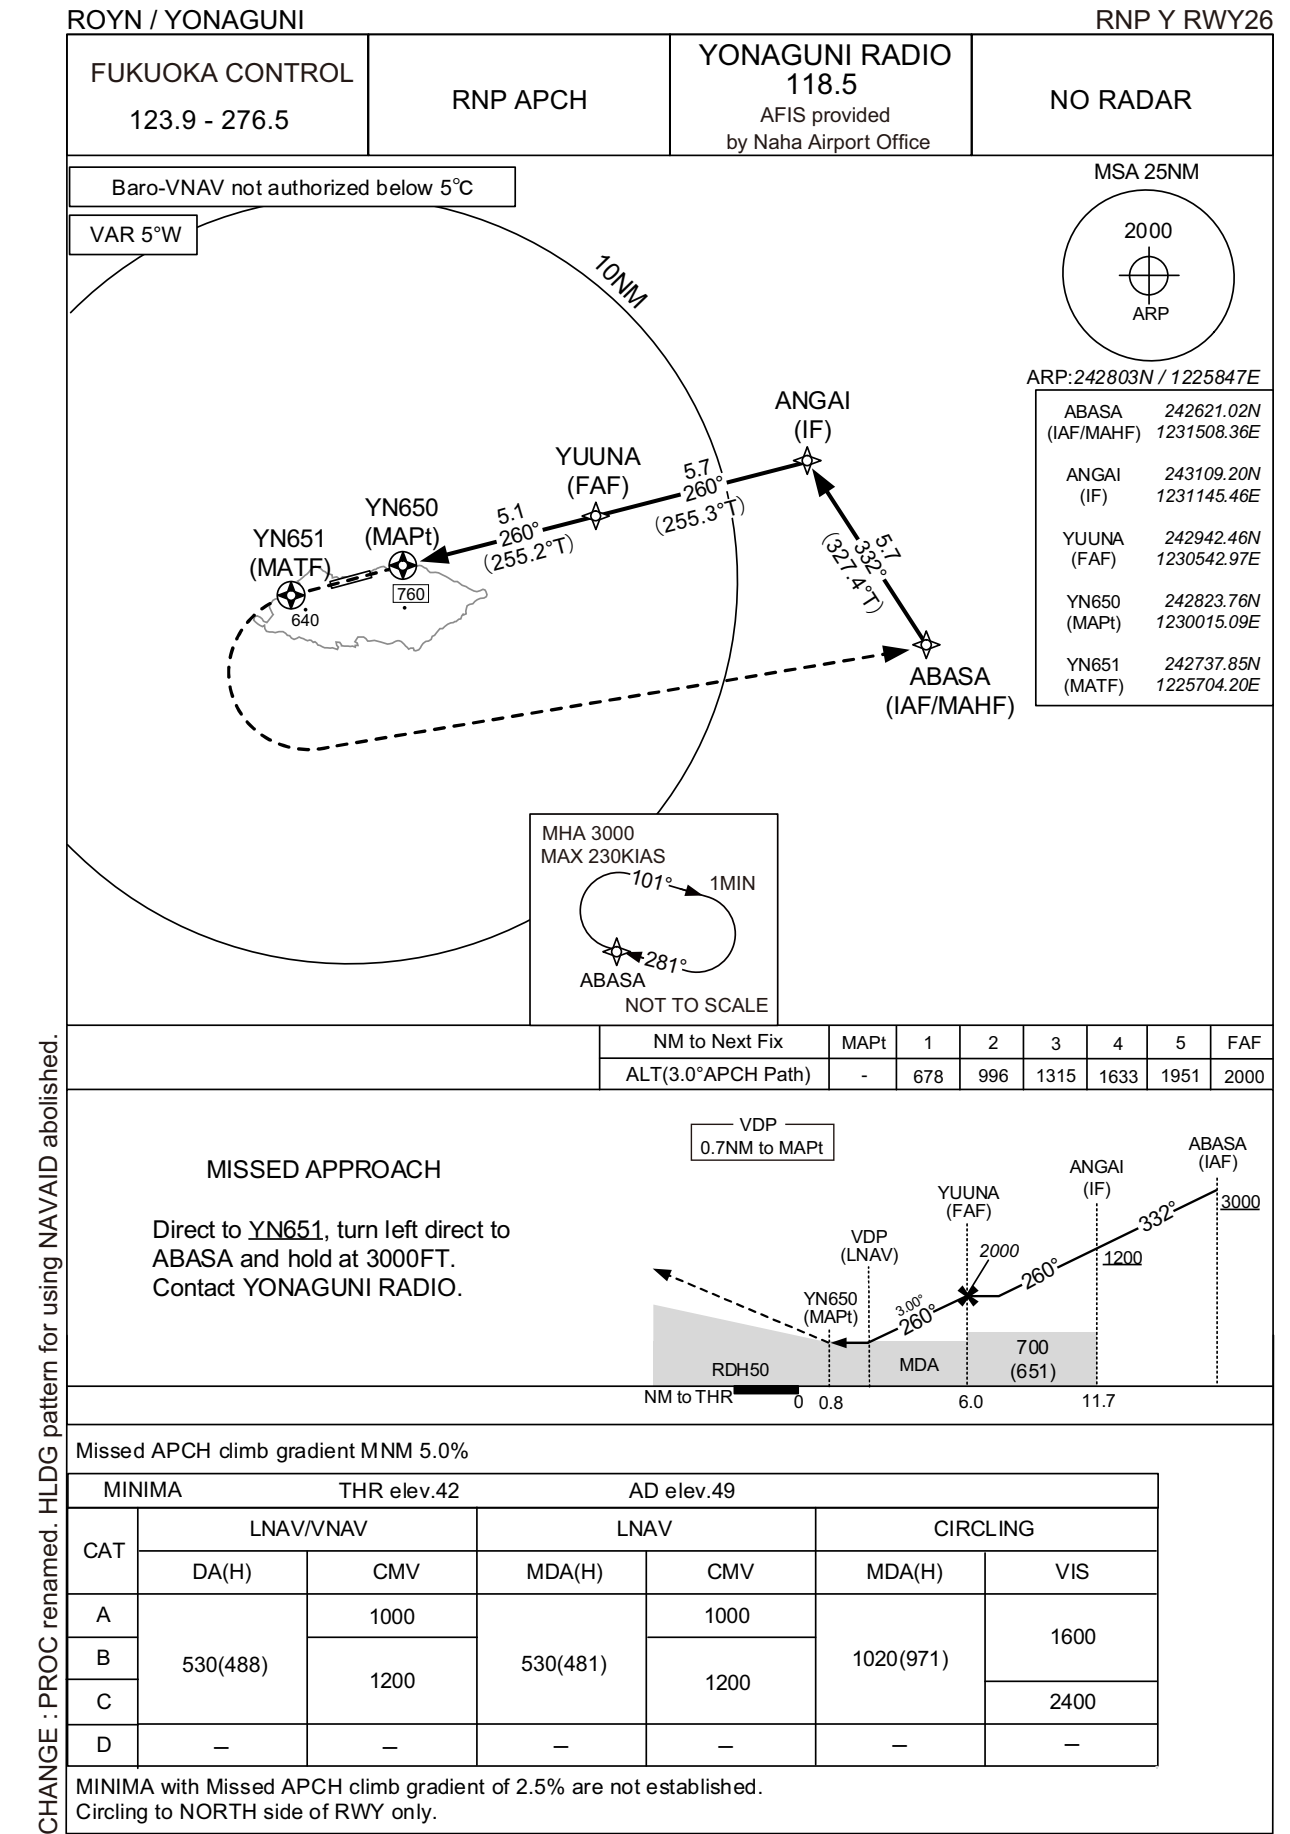 ROYN / YONAGUNI
RNP Y RWY26
FUKUOKA CONTROL
123.9 - 276.5
RNP APCH
YONAGUNI RADIO
118.5
AFIS provided
by Naha Airport Office
NO RADAR
Baro-VNAV not authorized below 5°C
VAR 5°W
10NM
MSA 25NM
2000
ARP
ARP:242803N / 1225847E
ABASA 242621.02N
(IAF/MAHF) 1231508.36E
ANGAI 243109.20N
(IF) 1231145.46E
YUUNA 242942.46N
(FAF) 1230542.97E
YN650 242823.76N
(MAPt) 1230015.09E
YN651 242737.85N
(MATF) 1225704.20E
ANGAI
(IF)
YUUNA
(FAF)
YN650
(MAPt)
YN651
(MATF)
5.7
260°
(255.3°T)
5.1
260°
(255.2°T)
5.7
332°
(327.4°T)
760
640
ABASA
(IAF/MAHF)
MHA 3000
MAX 230KIAS
101°
1MIN
281°
ABASA
NOT TO SCALE
NM to Next Fix MAPt 1 2 3 4 5 FAF
ALT(3.0°APCH Path) - 678 996 1315 1633 1951 2000
MISSED APPROACH
Direct to YN651, turn left direct to
ABASA and hold at 3000FT.
Contact YONAGUNI RADIO.
VDP
0.7NM to MAPt
ABASA
(IAF)
ANGAI
(IF)
YUUNA
(FAF)
VDP
(LNAV)
YN650
(MAPt)
3000
332°
1200
2000
260°
3.00°
260°
700
(651)
MDA
RDH50
NM to THR 0 0.8 6.0 11.7
Missed APCH climb gradient MNM 5.0%
MINIMA THR elev.42 AD elev.49
CAT LNAV/VNAV LNAV CIRCLING
DA(H) CMV MDA(H) CMV MDA(H) VIS
A 1000 1000
B 530(488) 1200 530(481) 1200 1020(971) 1600
C 2400
D – – – – – –
MINIMA with Missed APCH climb gradient of 2.5% are not established.
Circling to NORTH side of RWY only.
CHANGE : PROC renamed. HLDG pattern for using NAVAID abolished.